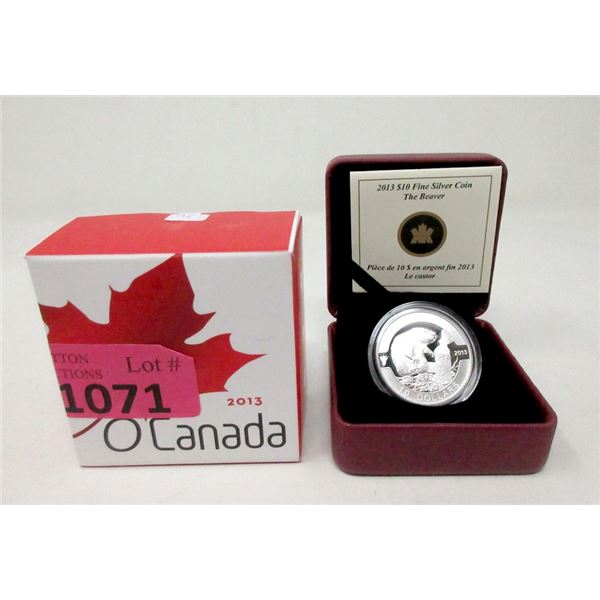 TTON
CTIONS
Lot #
1071
2013
O'Canada
2013 $10 Fine Silver Coin
The Beaver
Pièce de 10 $ en argent fin 2013
Le castor
2013
10 DOLLARS